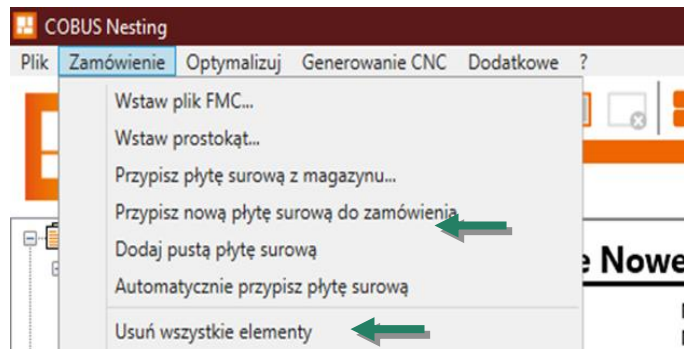 COBUS Nesting
Plik Zamówienie Optymalizuj Generowanie CNC Dodatkowe ?
Wstaw plik FMC...
Wstaw prostokąt...
Przypisz płytę surową z magazynu...
Przypisz nową płytę surową do zamówienia
Dodaj pustą płytę surową
e Nowe
Automatycznie przypisz płytę surową
Usuń wszystkie elementy